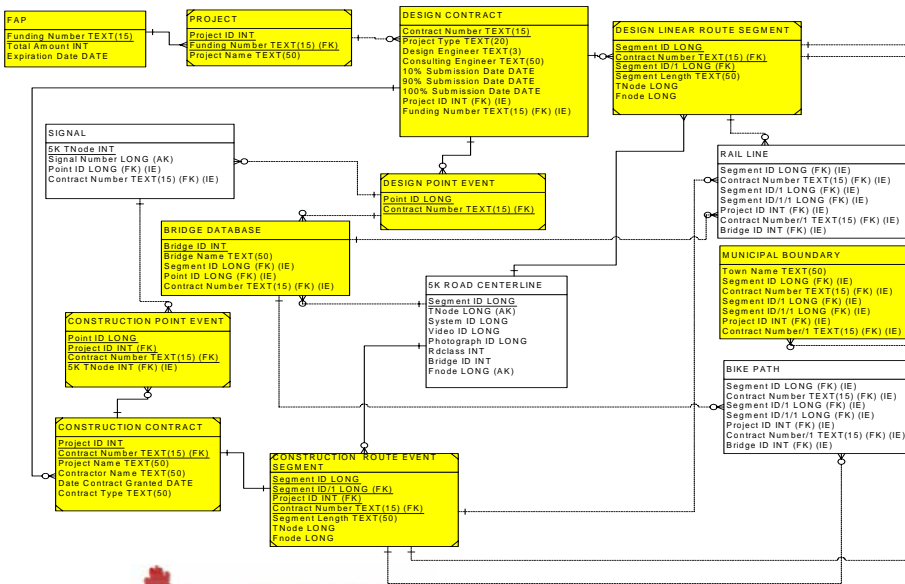 FAP
Funding Number TEXT(15)
Total Amount INT
Expiration Date DATE
PROJECT
Project ID INT
Funding Number TEXT(15) (FK)
Project Name TEXT(50)
DESIGN CONTRACT
Contract Number TEXT(15)
Project Type TEXT(20)
Design Engineer TEXT(3)
Consulting Engineer TEXT(50)
10% Submission Date DATE
90% Submission Date DATE
100% Submission Date DATE
Project ID INT (FK) (IE)
Funding Number TEXT(15) (FK) (IE)
DESIGN LINEAR ROUTE SEGMENT
Segment ID LONG
Contract Number TEXT(15) (FK)
Segment ID/1 LONG (FK)
Segment Length TEXT(50)
TNode LONG
Fnode LONG
SIGNAL
5K TNode INT
Signal Number LONG (AK)
Point ID LONG (FK) (IE)
Contract Number TEXT(15) (FK) (IE)
DESIGN POINT EVENT
Point ID LONG
Contract Number TEXT(15) (FK)
RAIL LINE
Segment ID LONG (FK) (IE)
Contract Number TEXT(15) (FK) (IE)
Segment ID/1 LONG (FK) (IE)
Segment ID/1/1 LONG (FK) (IE)
Project ID INT (FK) (IE)
Contract Number/1 TEXT(15) (FK) (IE)
Bridge ID INT (FK) (IE)
BRIDGE DATABASE
Bridge ID INT
Bridge Name TEXT(50)
Segment ID LONG (FK) (IE)
Point ID LONG (FK) (IE)
Contract Number TEXT(15) (FK) (IE)
MUNICIPAL BOUNDARY
Town Name TEXT(50)
Segment ID LONG (FK) (IE)
Contract Number TEXT(15) (FK) (IE)
Segment ID/1 LONG (FK) (IE)
Segment ID/1/1 LONG (FK) (IE)
Project ID INT (FK) (IE)
Contract Number/1 TEXT(15) (FK) (IE)
5K ROAD CENTERLINE
Segment ID LONG
TNode LONG (AK)
System ID LONG
Video ID LONG
Photograph ID LONG
Rdclass INT
Bridge ID INT
Fnode LONG (AK)
CONSTRUCTION POINT EVENT
Point ID LONG
Project ID INT (FK)
Contract Number TEXT(15) (FK)
5K TNode INT (FK) (IE)
BIKE PATH
Segment ID LONG (FK) (IE)
Contract Number TEXT(15) (FK) (IE)
Segment ID/1 LONG (FK) (IE)
Segment ID/1/1 LONG (FK) (IE)
Project ID INT (FK) (IE)
Contract Number/1 TEXT(15) (FK) (IE)
Bridge ID INT (FK) (IE)
CONSTRUCTION CONTRACT
Project ID INT
Contract Number TEXT(15) (FK)
Project Name TEXT(50)
Contractor Name TEXT(50)
Date Contract Granted DATE
Contract Type TEXT(50)
CONSTRUCTION ROUTE EVENT
SEGMENT
Segment ID LONG
Segment ID/1 LONG (FK)
Project ID INT (FK)
Contract Number TEXT(15) (FK)
Segment Length TEXT(50)
TNode LONG
Fnode LONG